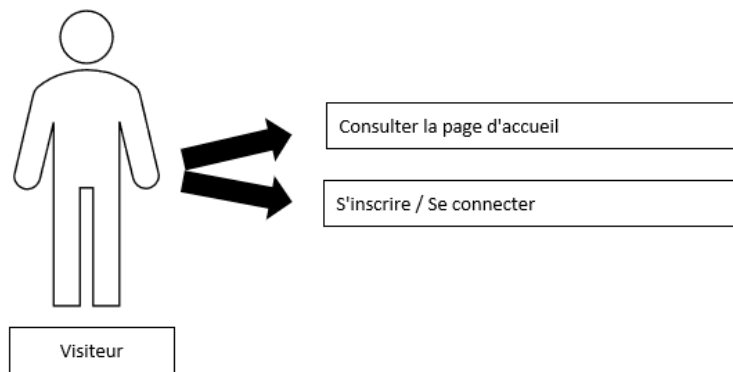 Consulter la page d'accueil
S'inscrire / Se connecter
Visiteur